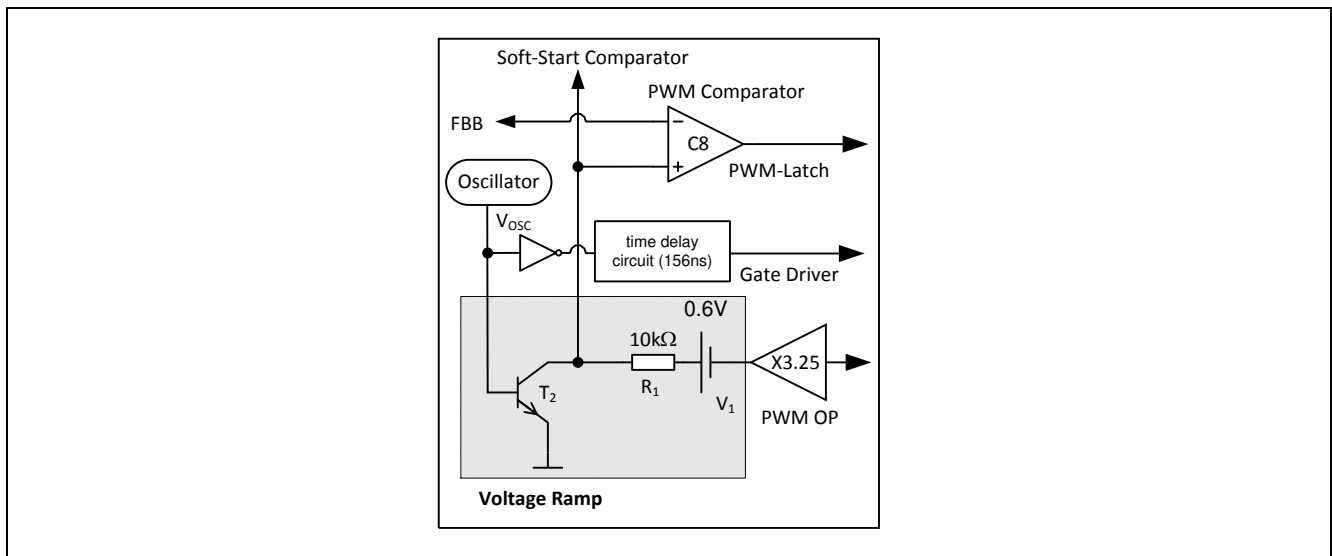 Soft-Start Comparator
PWM Comparator
FBB
−
C8
+
PWM-Latch
Oscillator
VOSC
time delay
circuit (156ns)
Gate Driver
0.6V
10kΩ
X3.25
R1
T2
V1
PWM OP
Voltage Ramp